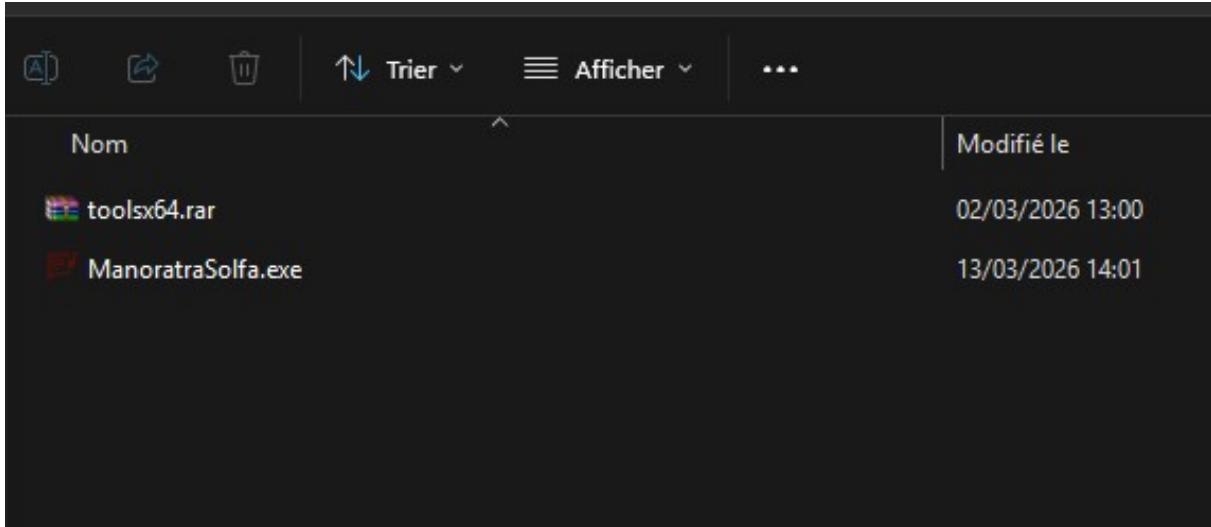 Trier Afficher
Nom Modifié le
toolsx64.rar 02/03/2026 13:00
ManoratraSolfa.exe 13/03/2026 14:01